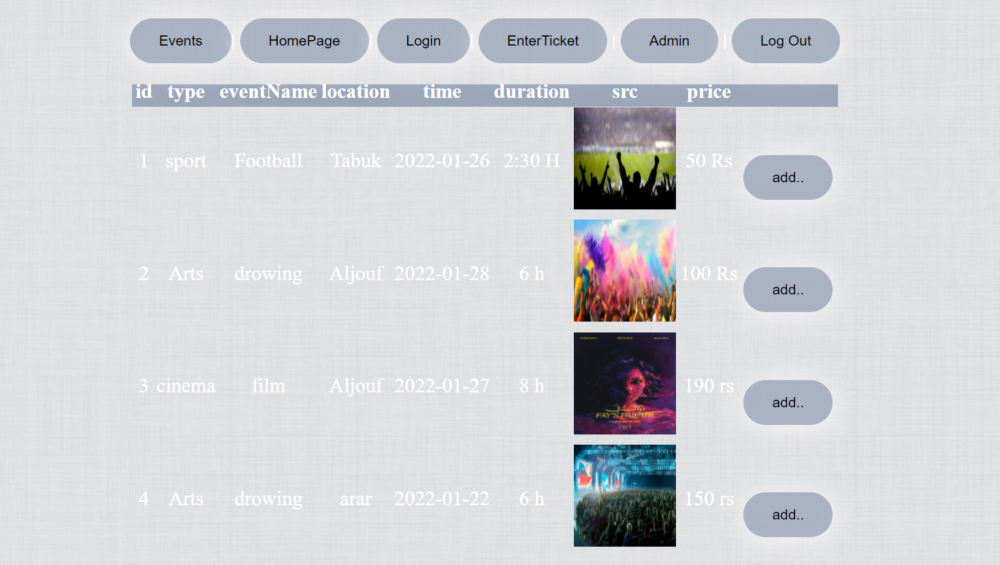 Events | HomePage | Login | EnterTicket | Admin | Log Out
id type eventName location time duration src price
1 sport Football Tabuk 2022-01-26 2:30 H 50 Rs add..
2 Arts drowing Aljouf 2022-01-28 6 h 100 Rs add..
3 cinema film Aljouf 2022-01-27 8 h 190 rs add..
FAY'S PALETTE
4 Arts drowing arar 2022-01-22 6 h 150 rs add..